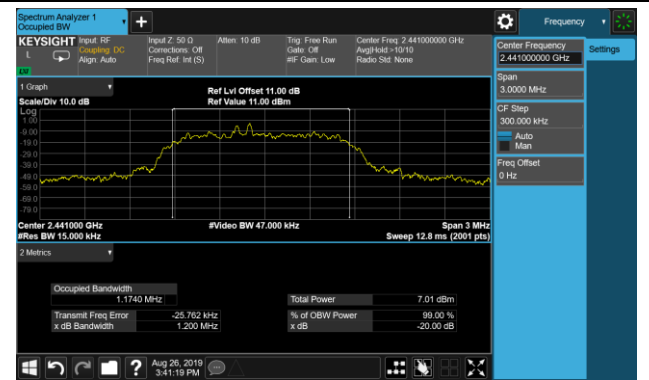 Spectrum Analyzer 1
Occupied BW
Frequency
KEYSIGHT
L
Input: RF
Coupling: DC
Align: Auto
Input Z: 50 Ω
Corrections: Off
Freq Ref: Int (S)
Atten: 10 dB
Trig: Free Run
Gate: Off
#IF Gain: Low
Center Freq: 2.441000000 GHz
Avg|Hold:>10/10
Radio Std: None
Center Frequency
2.441000000 GHz
Settings
Span
3.0000 MHz
CF Step
300.000 kHz
Auto
Man
Freq Offset
0 Hz
1 Graph
Scale/Div 10.0 dB
Ref Lvl Offset 11.00 dB
Ref Value 11.00 dBm
Log
1.00
-9.00
-19.0
-29.0
-39.0
-49.0
-59.0
-69.0
-79.0
Center 2.441000 GHz
#Res BW 15.000 kHz
#Video BW 47.000 kHz
Span 3 MHz
Sweep 12.8 ms (2001 pts)
2 Metrics
Occupied Bandwidth
1.1740 MHz
Total Power 7.01 dBm
Transmit Freq Error -25.762 kHz
% of OBW Power 99.00 %
x dB Bandwidth 1.200 MHz
x dB -20.00 dB
Aug 26, 2019
3:41:19 PM